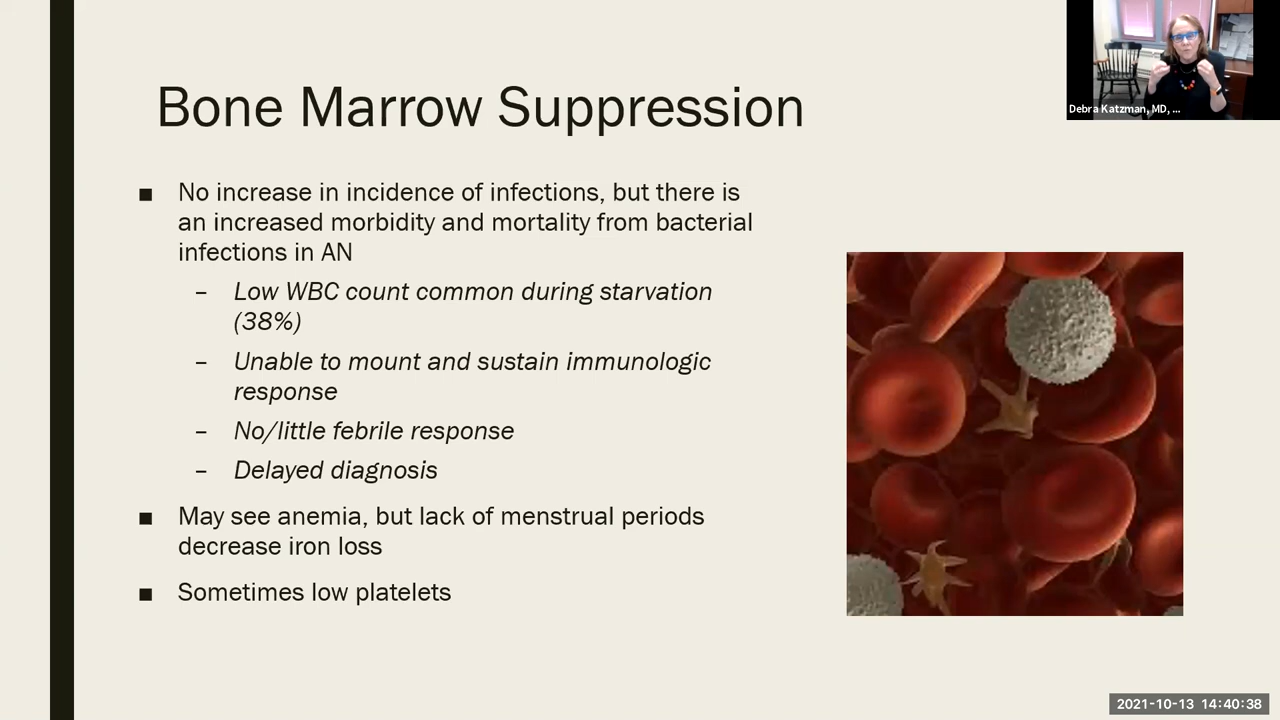 Debra Katzman, MD, ...
Bone Marrow Suppression
■ No increase in incidence of infections, but there is
an increased morbidity and mortality from bacterial
infections in AN
– Low WBC count common during starvation
(38%)
– Unable to mount and sustain immunologic
response
– No/little febrile response
– Delayed diagnosis
■ May see anemia, but lack of menstrual periods
decrease iron loss
■ Sometimes low platelets
2021-10-13 14:40:38